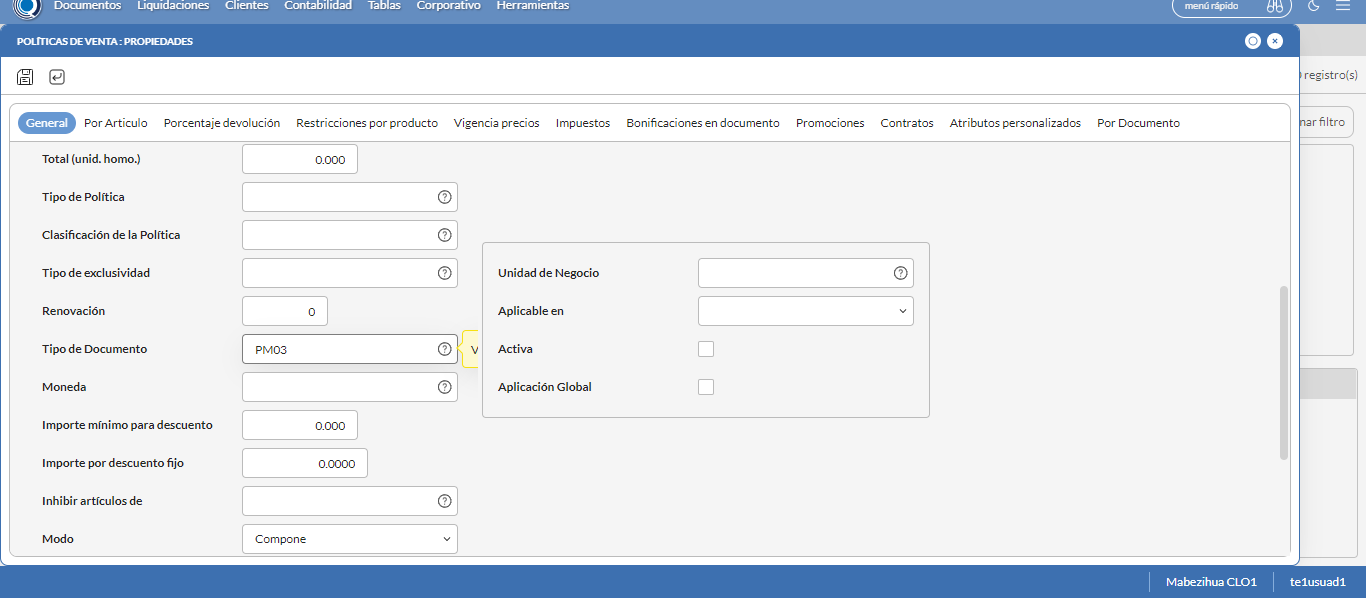 Documentos Liquidaciones Clientes Contabilidad Tablas Corporativo Herramientas menú rápido
POLÍTICAS DE VENTA : PROPIEDADES
registro(s)
General Por Articulo Porcentaje devolución Restricciones por producto Vigencia precios Impuestos Bonificaciones en documento Promociones Contratos Atributos personalizados Por Documento
nar filtro
Total (unid. homo.) 0.000
Tipo de Política
Clasificación de la Política
Tipo de exclusividad
Renovación 0
Tipo de Documento PM03 V
Moneda
Importe mínimo para descuento 0.000
Importe por descuento fijo 0.0000
Inhibir artículos de
Modo Compone
Unidad de Negocio
Aplicable en
Activa
Aplicación Global
Mabezihua CLO1 te1usuad1